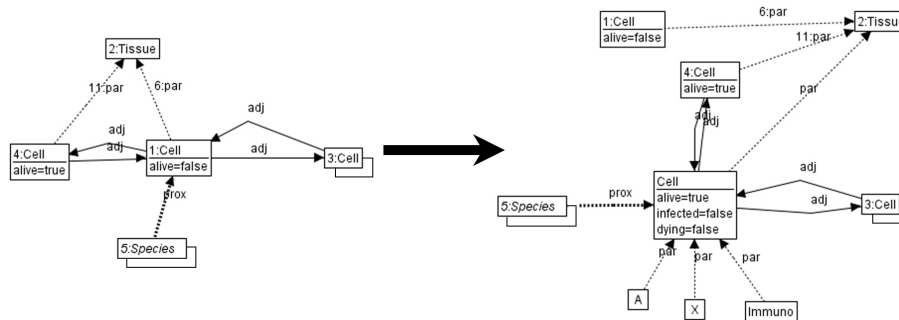 2:Tissue
11:par
6:par
adj
adj
adj
adj
4:Cell
alive=true
1:Cell
alive=false
3:Cell
prox
5:Species
1:Cell
alive=false
6:par
2:Tissue
11:par
4:Cell
alive=true
par
adj
adj
Cell
alive=true
infected=false
dying=false
prox
5:Species
adj
adj
3:Cell
par
par
par
A
X
Immuno